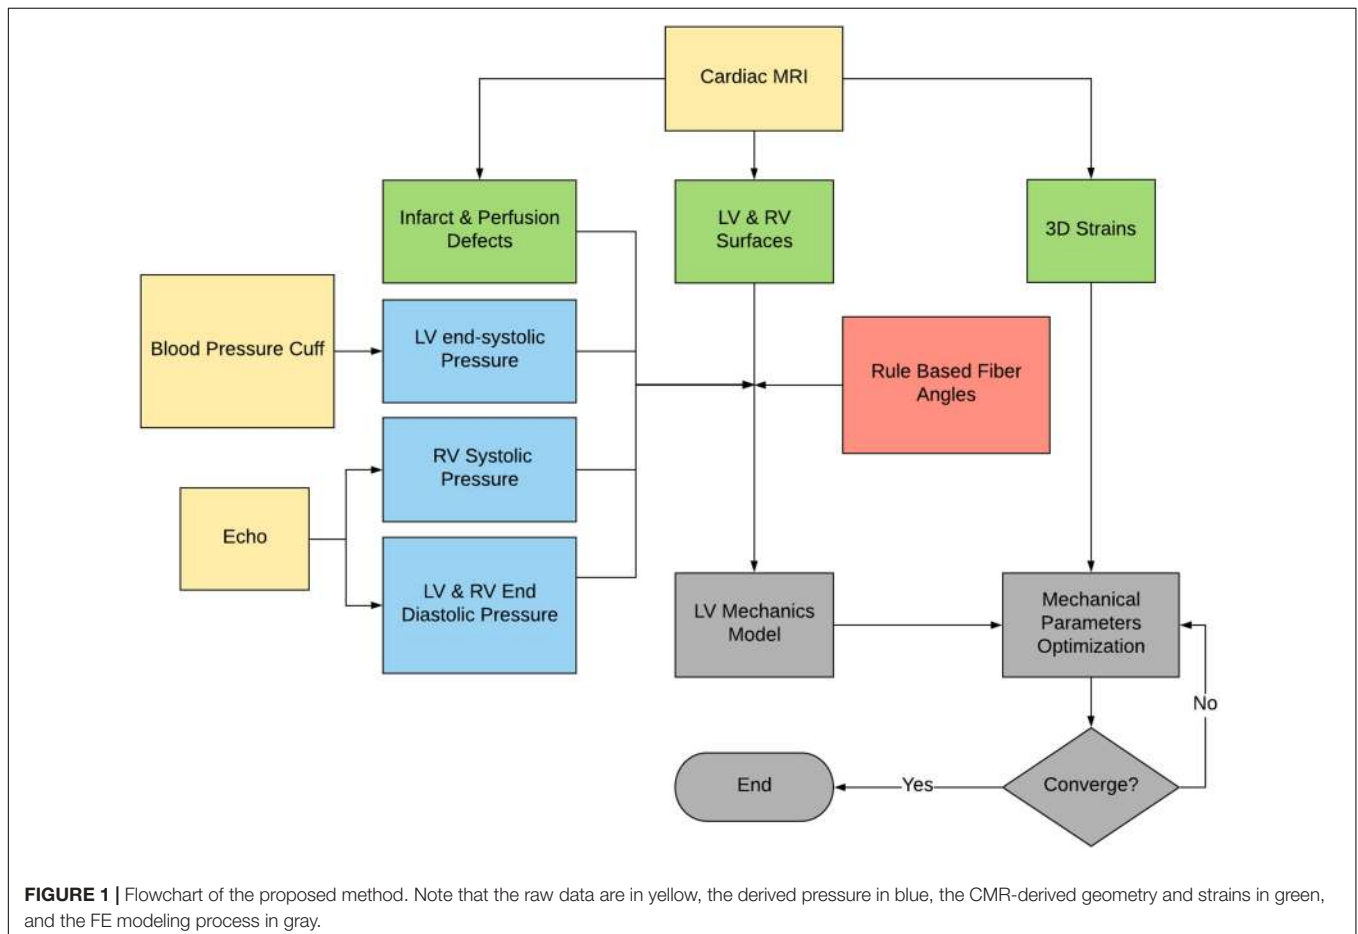 Cardiac MRI
Infarct & Perfusion
Defects
LV & RV
Surfaces
3D Strains
Blood Pressure Cuff
LV end-systolic
Pressure
Rule Based Fiber
Angles
RV Systolic
Pressure
Echo
LV & RV End
Diastolic Pressure
LV Mechanics
Model
Mechanical
Parameters
Optimization
No
Converge?
Yes
End
FIGURE 1 | Flowchart of the proposed method. Note that the raw data are in yellow, the derived pressure in blue, the CMR-derived geometry and strains in green,
and the FE modeling process in gray.